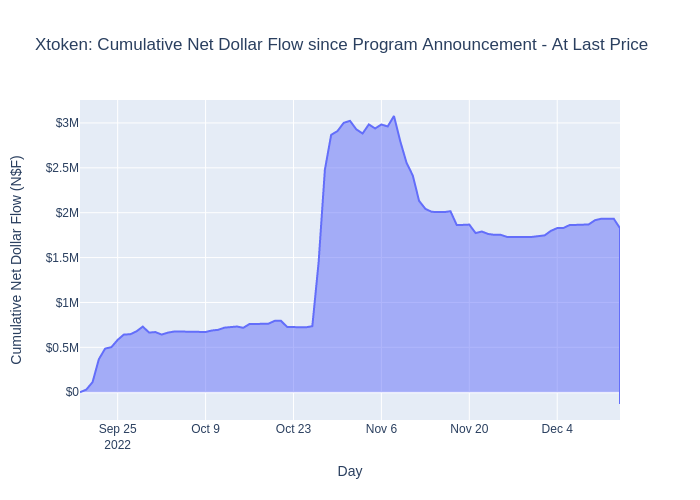 Xtoken: Cumulative Net Dollar Flow since Program Announcement - At Last Price
Cumulative Net Dollar Flow (N$F)
$3M
$2.5M
$2M
$1.5M
$1M
$0.5M
$0
Sep 25
2022
Oct 9
Oct 23
Nov 6
Nov 20
Dec 4
Day